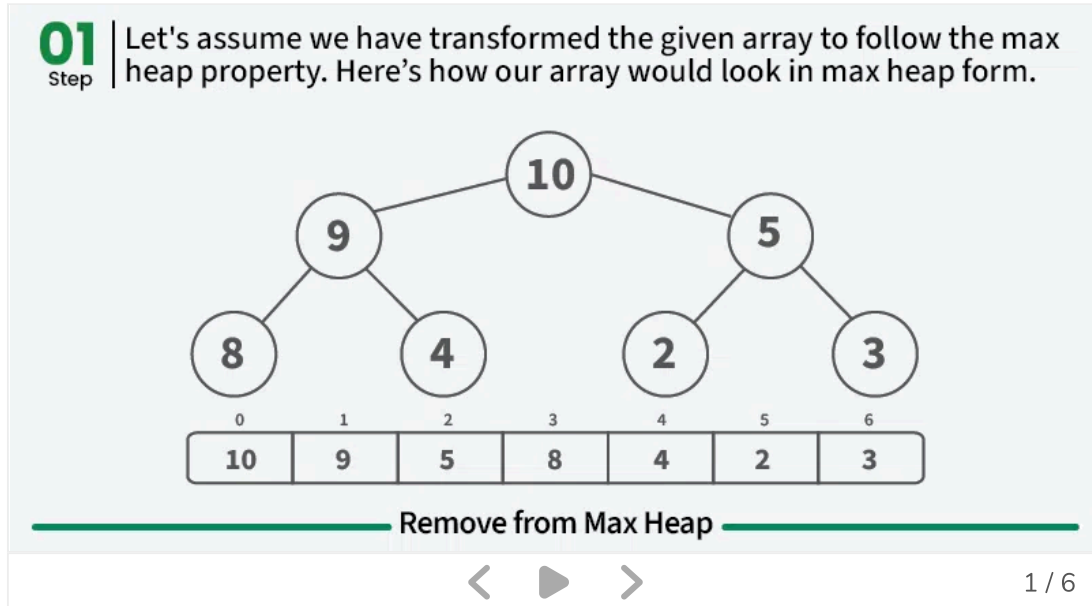 01
Step
Let's assume we have transformed the given array to follow the max
heap property. Here’s how our array would look in max heap form.
10
9
5
8
4
2
3
0 1 2 3 4 5 6
10 9 5 8 4 2 3
Remove from Max Heap
1 / 6